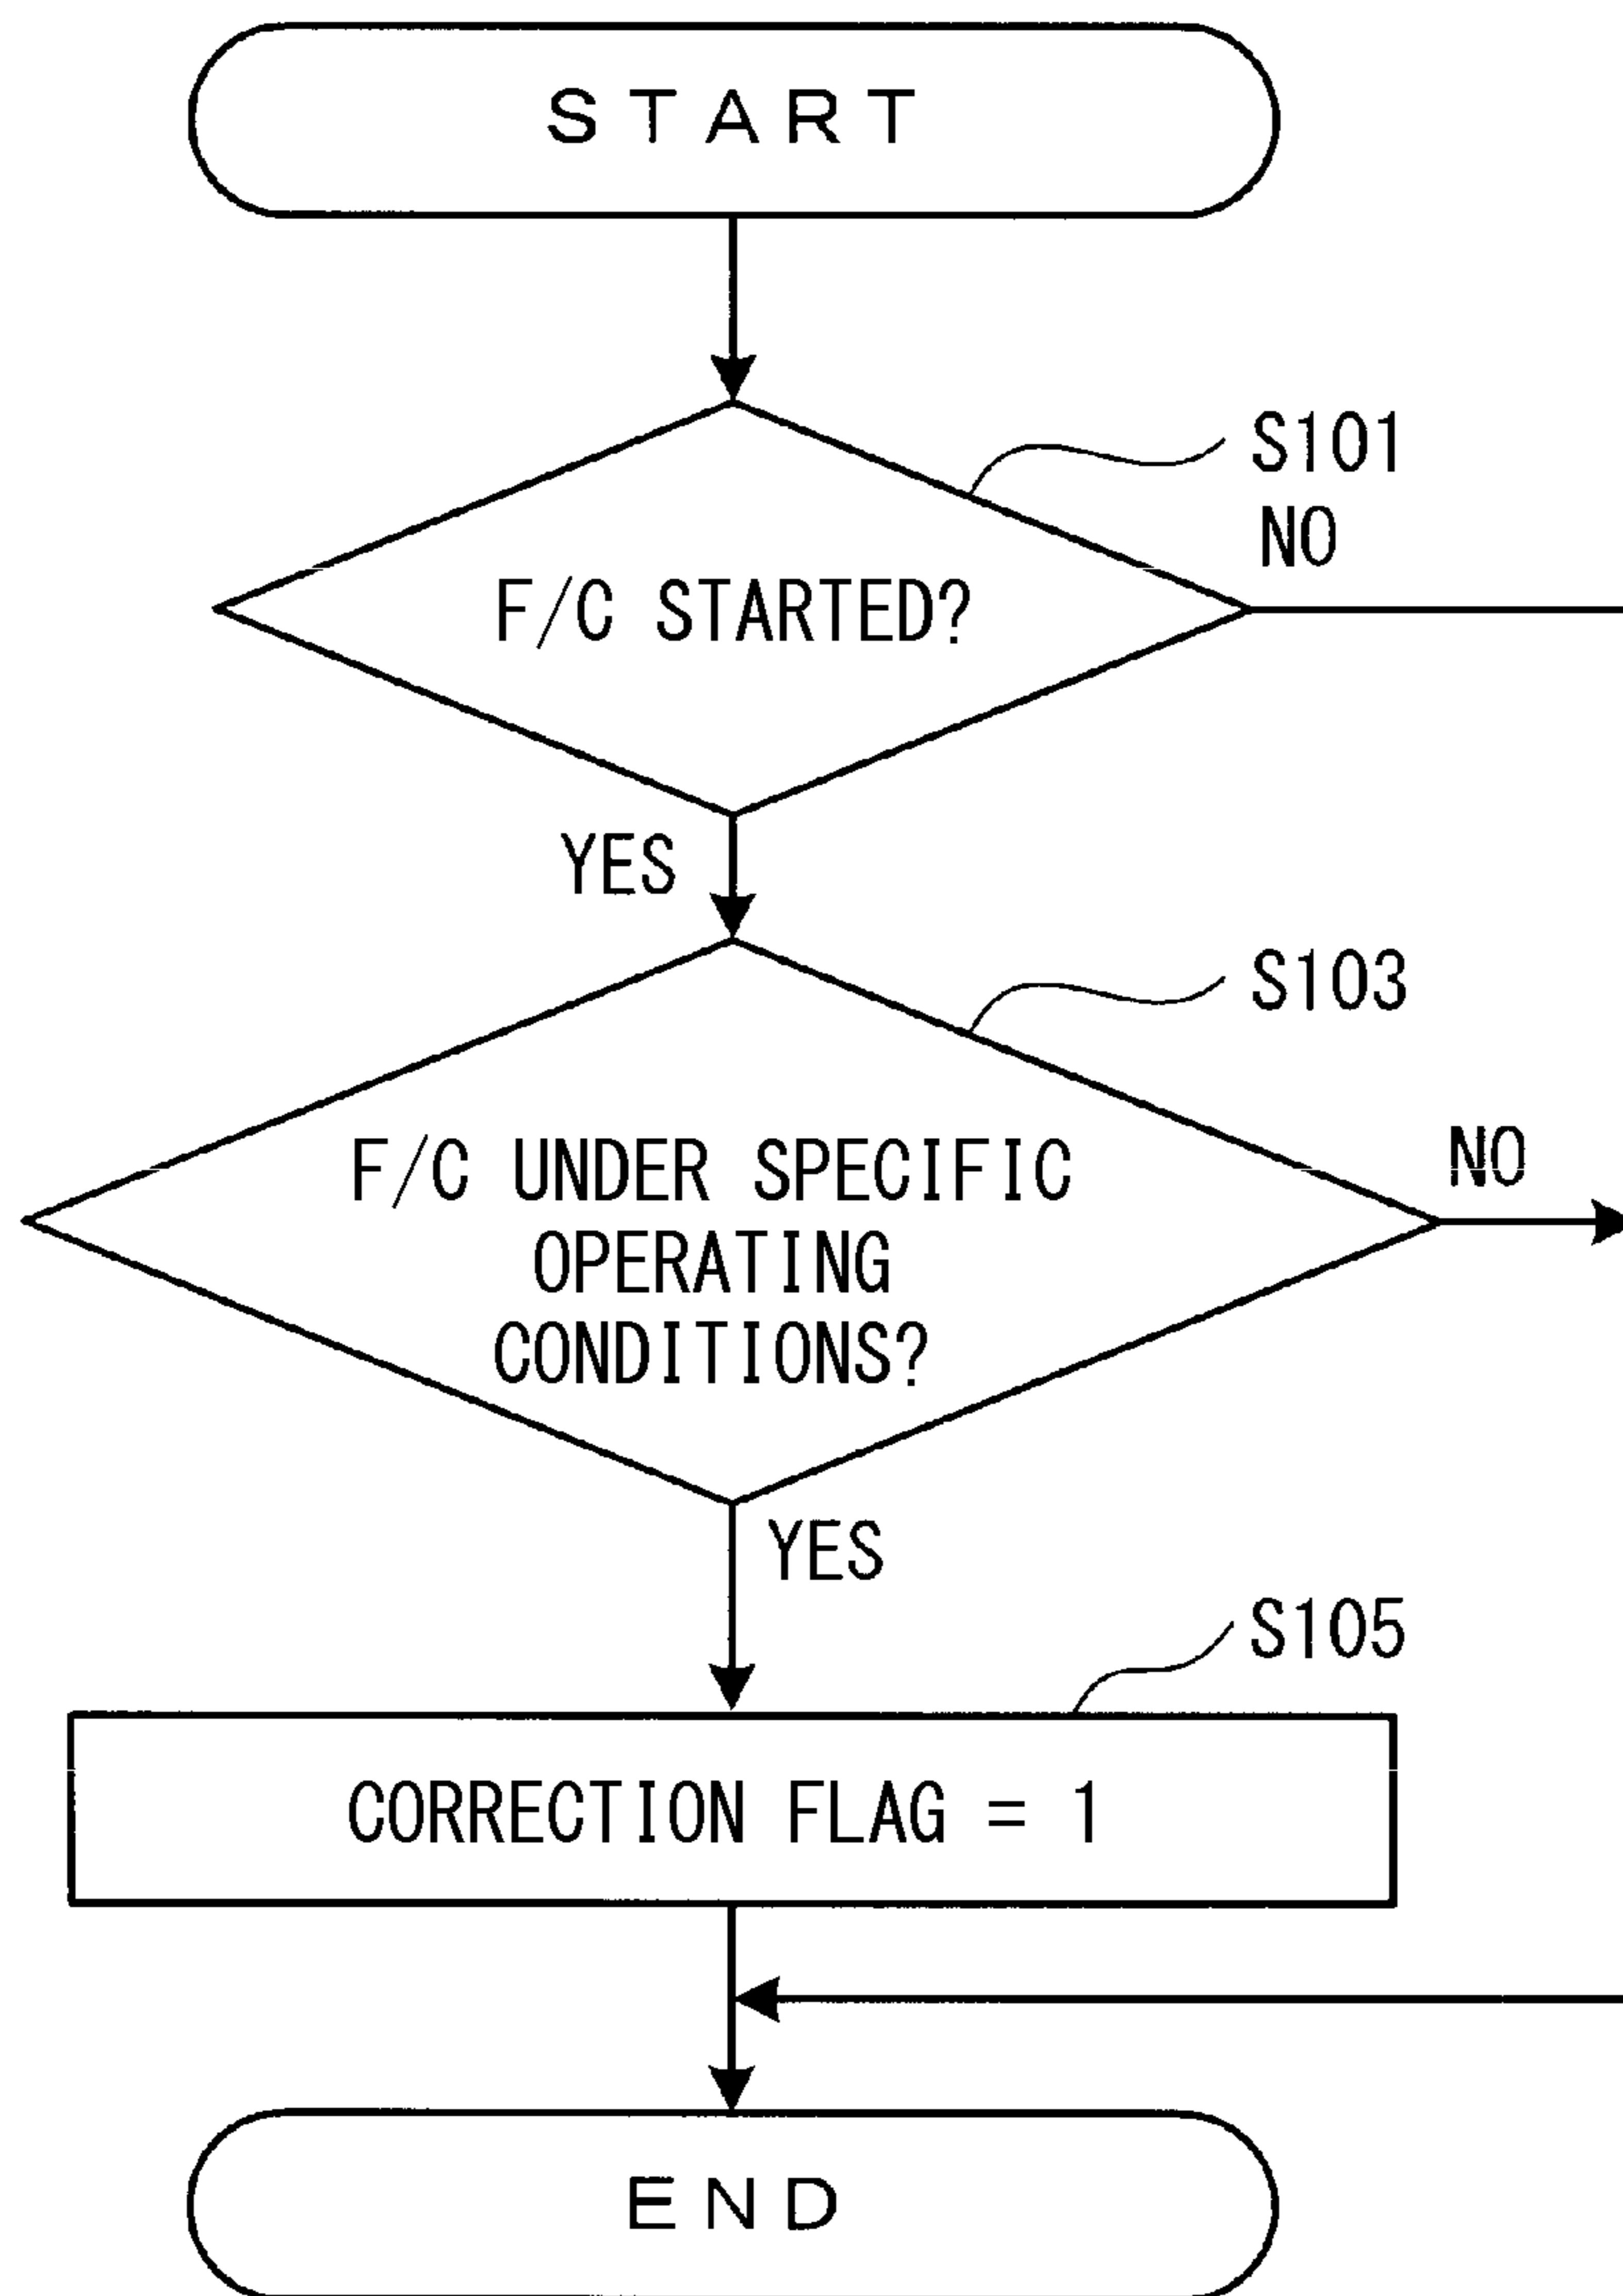 START
S101
NO
F/C STARTED?
YES
S103
NO
F/C UNDER SPECIFIC
OPERATING
CONDITIONS?
YES
S105
CORRECTION FLAG = 1
END